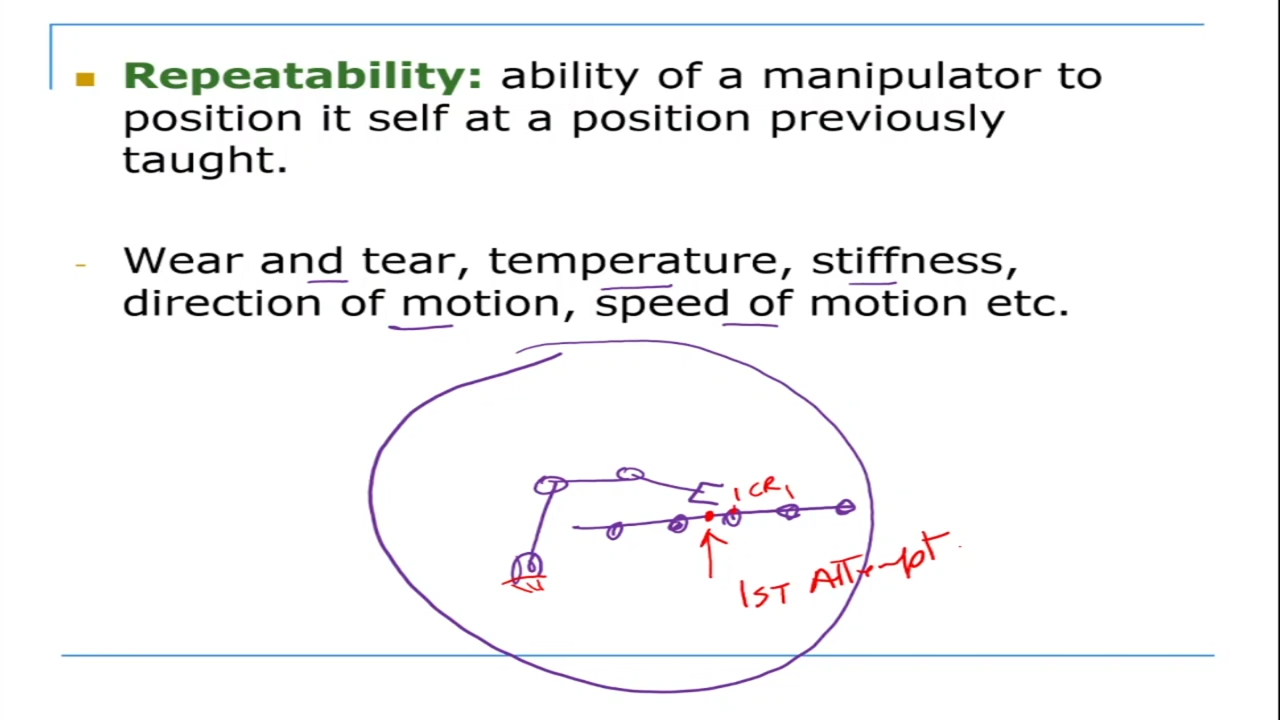 Repeatability: ability of a manipulator to
position it self at a position previously
taught.
- Wear and tear, temperature, stiffness,
direction of motion, speed of motion etc.
CR
1ST ATTempt